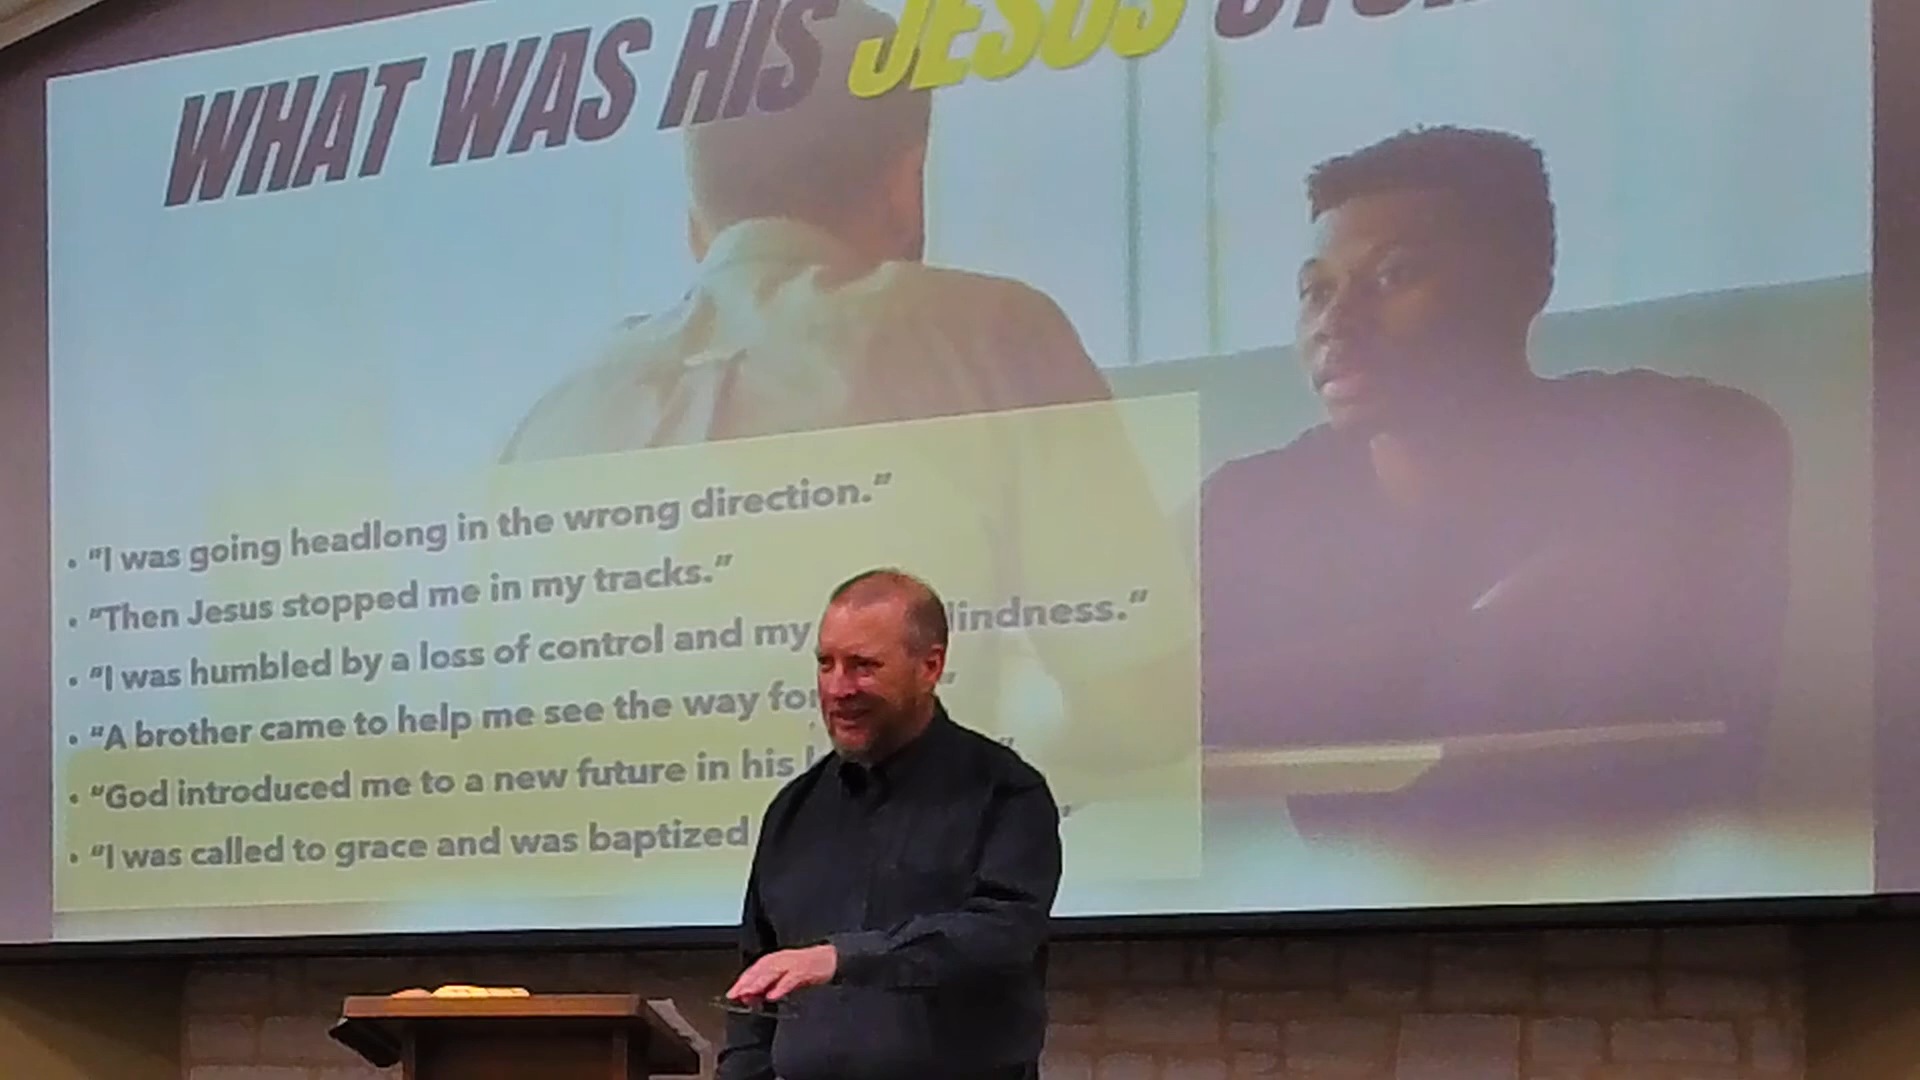 WHAT WAS HIS JESUS
• “I was going headlong in the wrong direction.”
• “Then Jesus stopped me in my tracks.”
• “I was humbled by a loss of control and my
• “A brother came to help me see the way
• “God introduced me to a new future in his
• “I was called to grace and was baptized